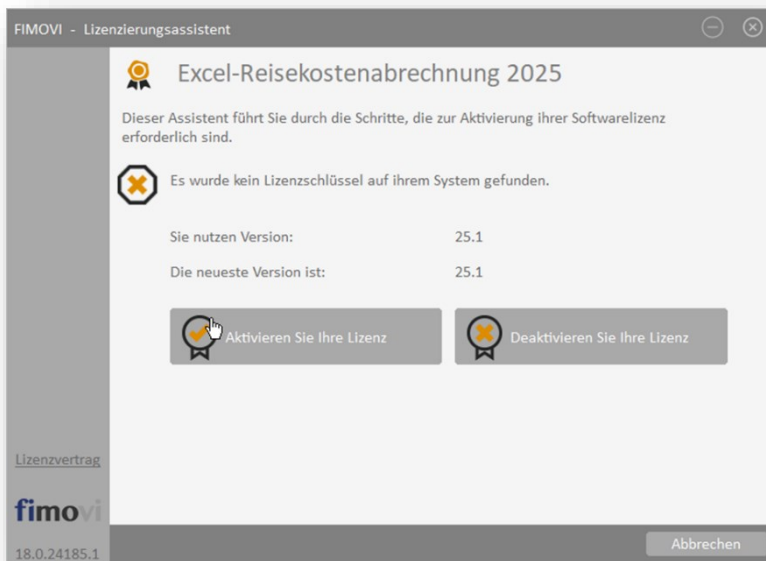 FIMOVI - Lizenzierungsassistent
Excel-Reisekostenabrechnung 2025
Dieser Assistent führt Sie durch die Schritte, die zur Aktivierung ihrer Softwarelizenz
erforderlich sind.
Es wurde kein Lizenzschlüssel auf ihrem System gefunden.
Sie nutzen Version: 25.1
Die neueste Version ist: 25.1
Aktivieren Sie Ihre Lizenz
Deaktivieren Sie Ihre Lizenz
Lizenzvertrag
fimovi
18.0.24185.1
Abbrechen